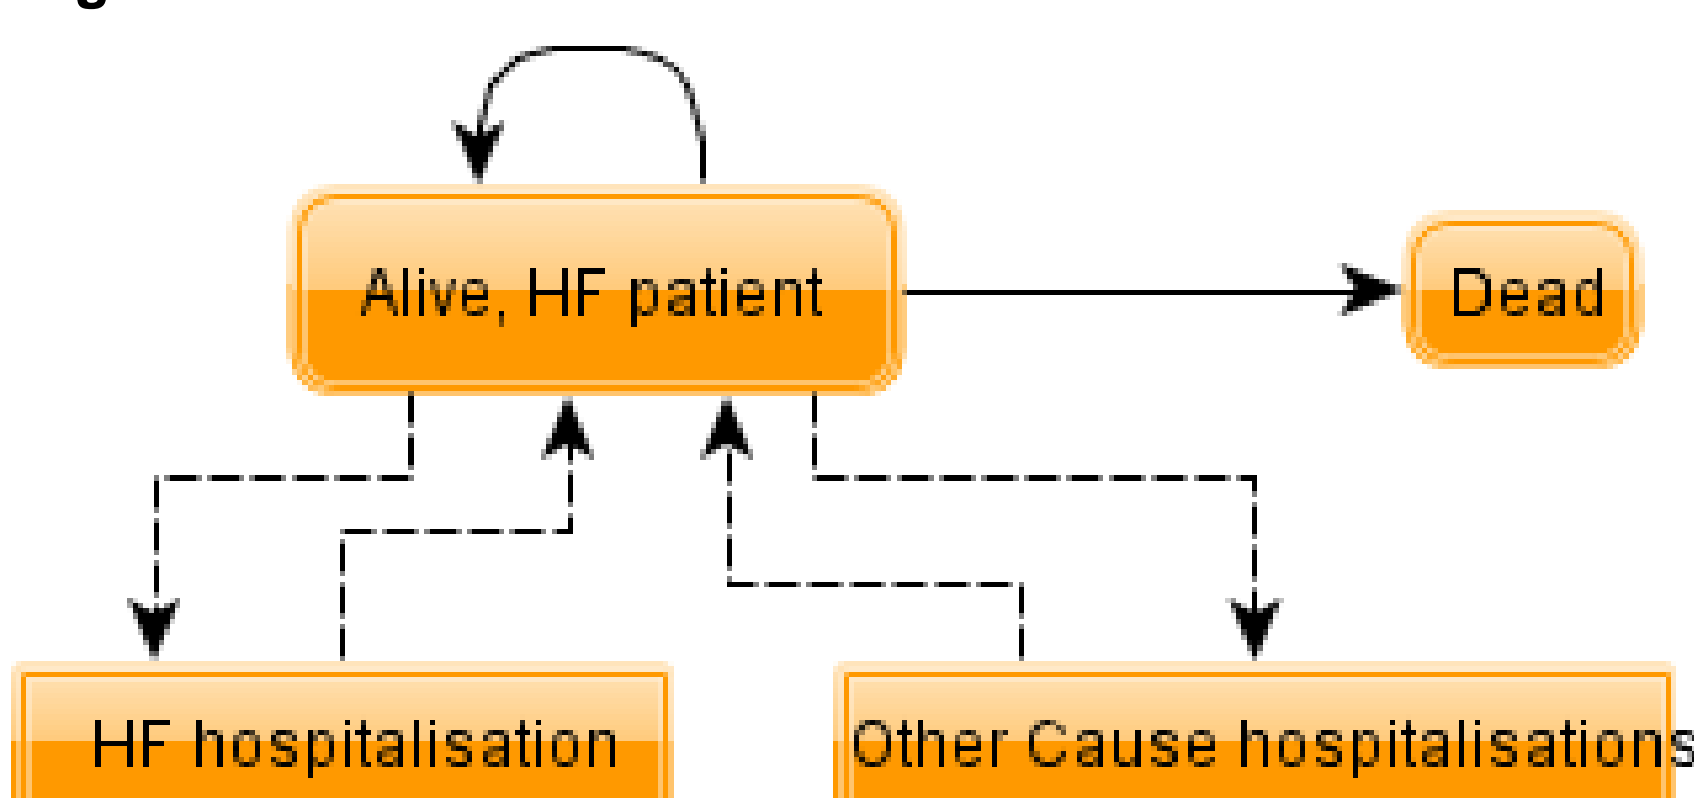 Alive, HF patient
Dead
HF hospitalisation
Other Cause hospitalisations